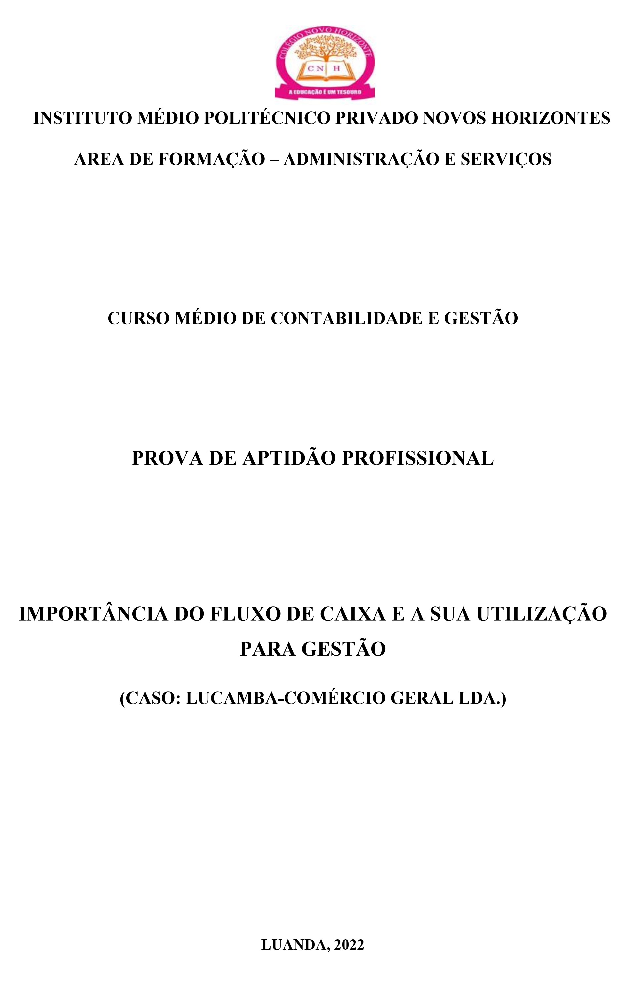 COLÉGIO NOVO HORIZONTE
C N H
A EDUCAÇÃO É UM TESOURO
INSTITUTO MÉDIO POLITÉCNICO PRIVADO NOVOS HORIZONTES
AREA DE FORMAÇÃO – ADMINISTRAÇÃO E SERVIÇOS
CURSO MÉDIO DE CONTABILIDADE E GESTÃO
PROVA DE APTIDÃO PROFISSIONAL
IMPORTÂNCIA DO FLUXO DE CAIXA E A SUA UTILIZAÇÃO
PARA GESTÃO
(CASO: LUCAMBA-COMÉRCIO GERAL LDA.)
LUANDA, 2022